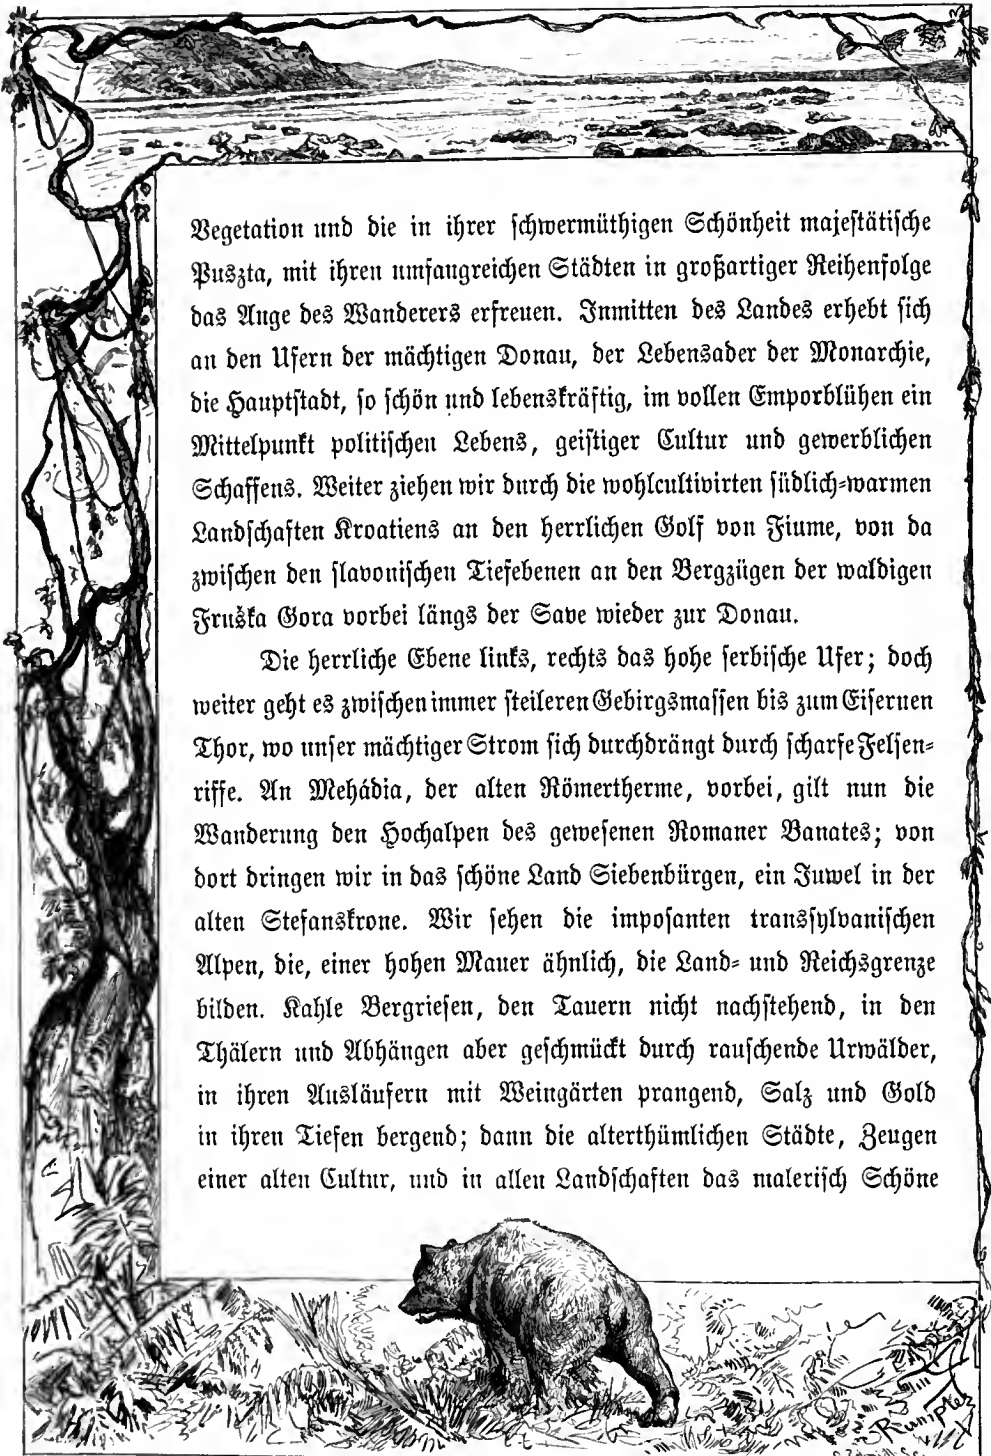 Vegetation und die in ihrer schwermüthigen Schönheit majestätische
Puszta, mit ihren umfangreichen Städten in großartiger Reihenfolge
das Auge des Wanderers erfreuen. Inmitten des Landes erhebt sich
an den Ufern der mächtigen Donau, der Lebensader der Monarchie,
die Hauptstadt, so schön und lebenskräftig, im vollen Emporblühen ein
Mittelpunkt politischen Lebens, geistiger Cultur und gewerblichen
Schaffens. Weiter ziehen wir durch die wohlcultivirten südlich-warmen
Landschaften Kroatiens an den herrlichen Golf von Fiume, von da
zwischen den slavonischen Tiefebenen an den Bergzügen der waldigen
Fruška Gora vorbei längs der Save wieder zur Donau.
Die herrliche Ebene links, rechts das hohe serbische Ufer; doch
weiter geht es zwischen immer steileren Gebirgsmassen bis zum Eisernen
Thor, wo unser mächtiger Strom sich durchdrängt durch scharfe Felsen-
riffe. An Mehádia, der alten Römertherme, vorbei, gilt nun die
Wanderung den Hochalpen des gewesenen Romaner Banates; von
dort dringen wir in das schöne Land Siebenbürgen, ein Juwel in der
alten Stefanskrone. Wir sehen die imposanten transsylvanischen
Alpen, die, einer hohen Mauer ähnlich, die Land- und Reichsgrenze
bilden. Kahle Bergriesen, den Tauern nicht nachstehend, in den
Thälern und Abhängen aber geschmückt durch rauschende Urwälder,
in ihren Ausläufern mit Weingärten prangend, Salz und Gold
in ihren Tiefen bergend; dann die alterthümlichen Städte, Zeugen
einer alten Cultur, und in allen Landschaften das malerisch Schöne
Rumpler